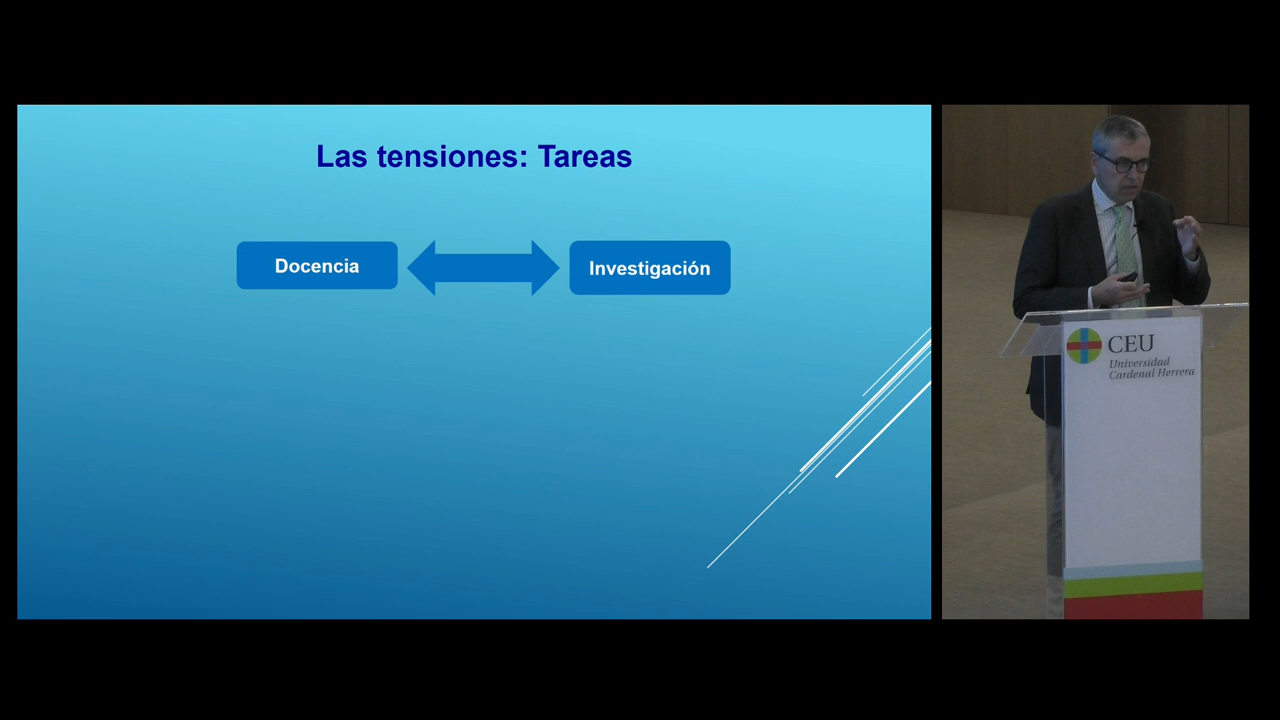 Las tensiones: Tareas
Docencia
Investigación
CEU
Universidad
Cardenal Herrera